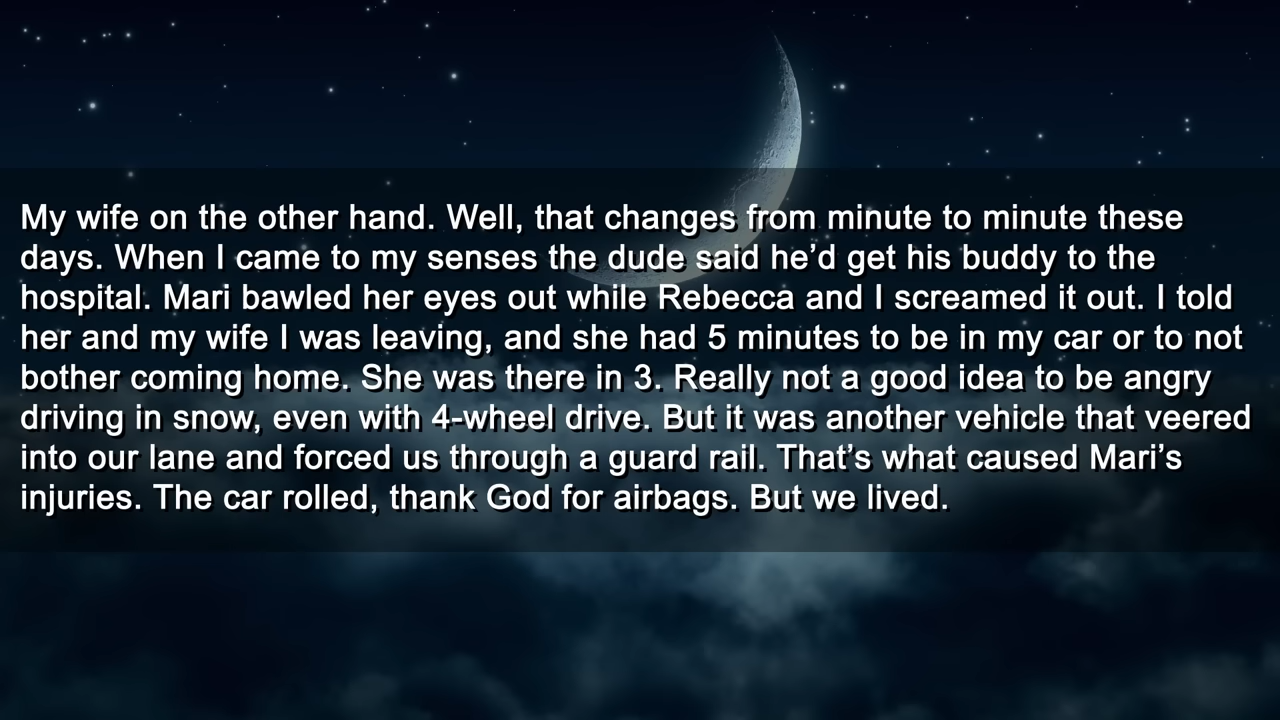 My wife on the other hand. Well, that changes from minute to minute these
days. When I came to my senses the dude said he’d get his buddy to the
hospital. Mari bawled her eyes out while Rebecca and I screamed it out. I told
her and my wife I was leaving, and she had 5 minutes to be in my car or to not
bother coming home. She was there in 3. Really not a good idea to be angry
driving in snow, even with 4-wheel drive. But it was another vehicle that veered
into our lane and forced us through a guard rail. That’s what caused Mari’s
injuries. The car rolled, thank God for airbags. But we lived.